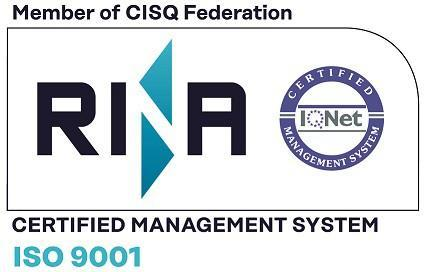 Member of CISQ Federation
RINA
CERTIFIED
IQNet
MANAGEMENT SYSTEM
CERTIFIED MANAGEMENT SYSTEM
ISO 9001